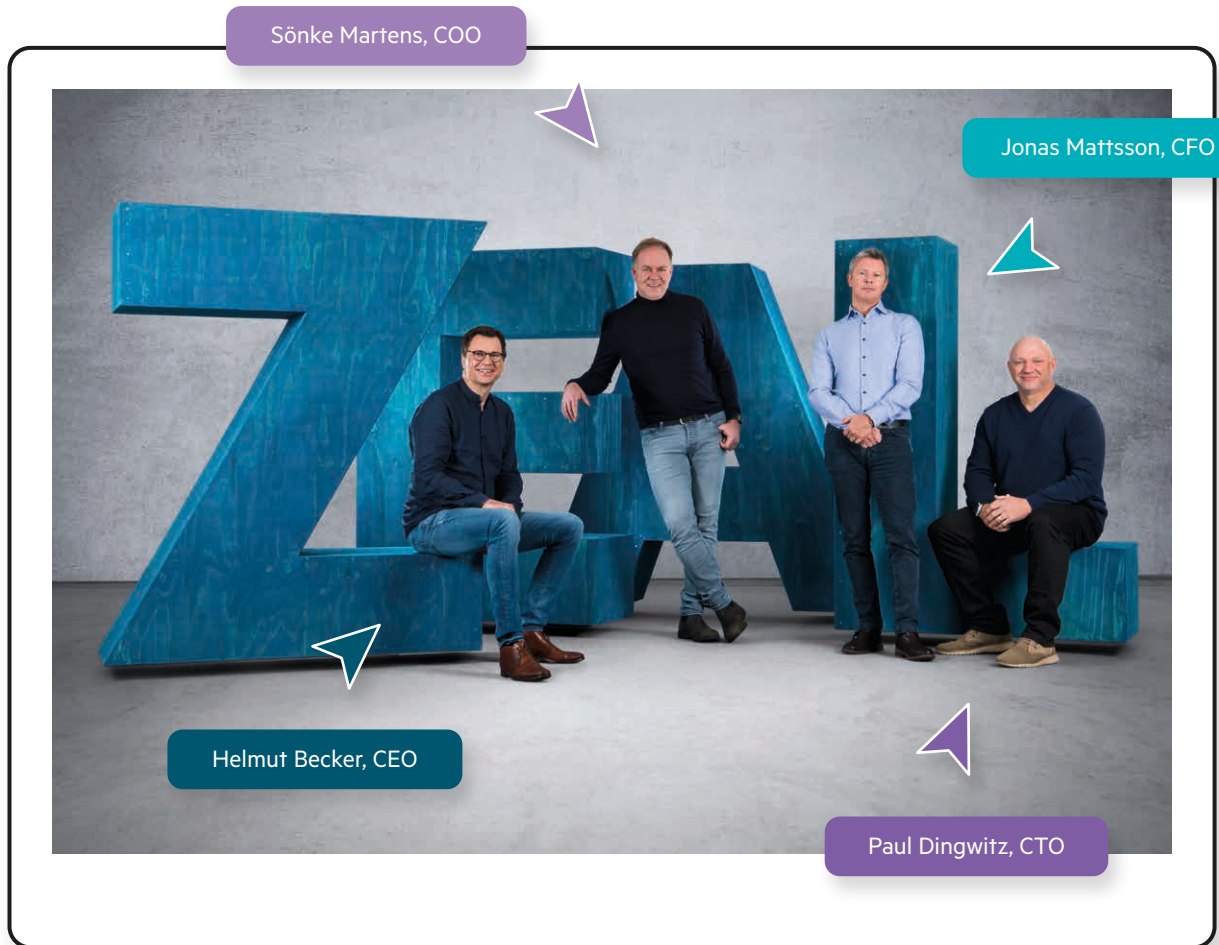 Sönke Martens, COO
Jonas Mattsson, CFO
ZEAL
Helmut Becker, CEO
Paul Dingwitz, CTO